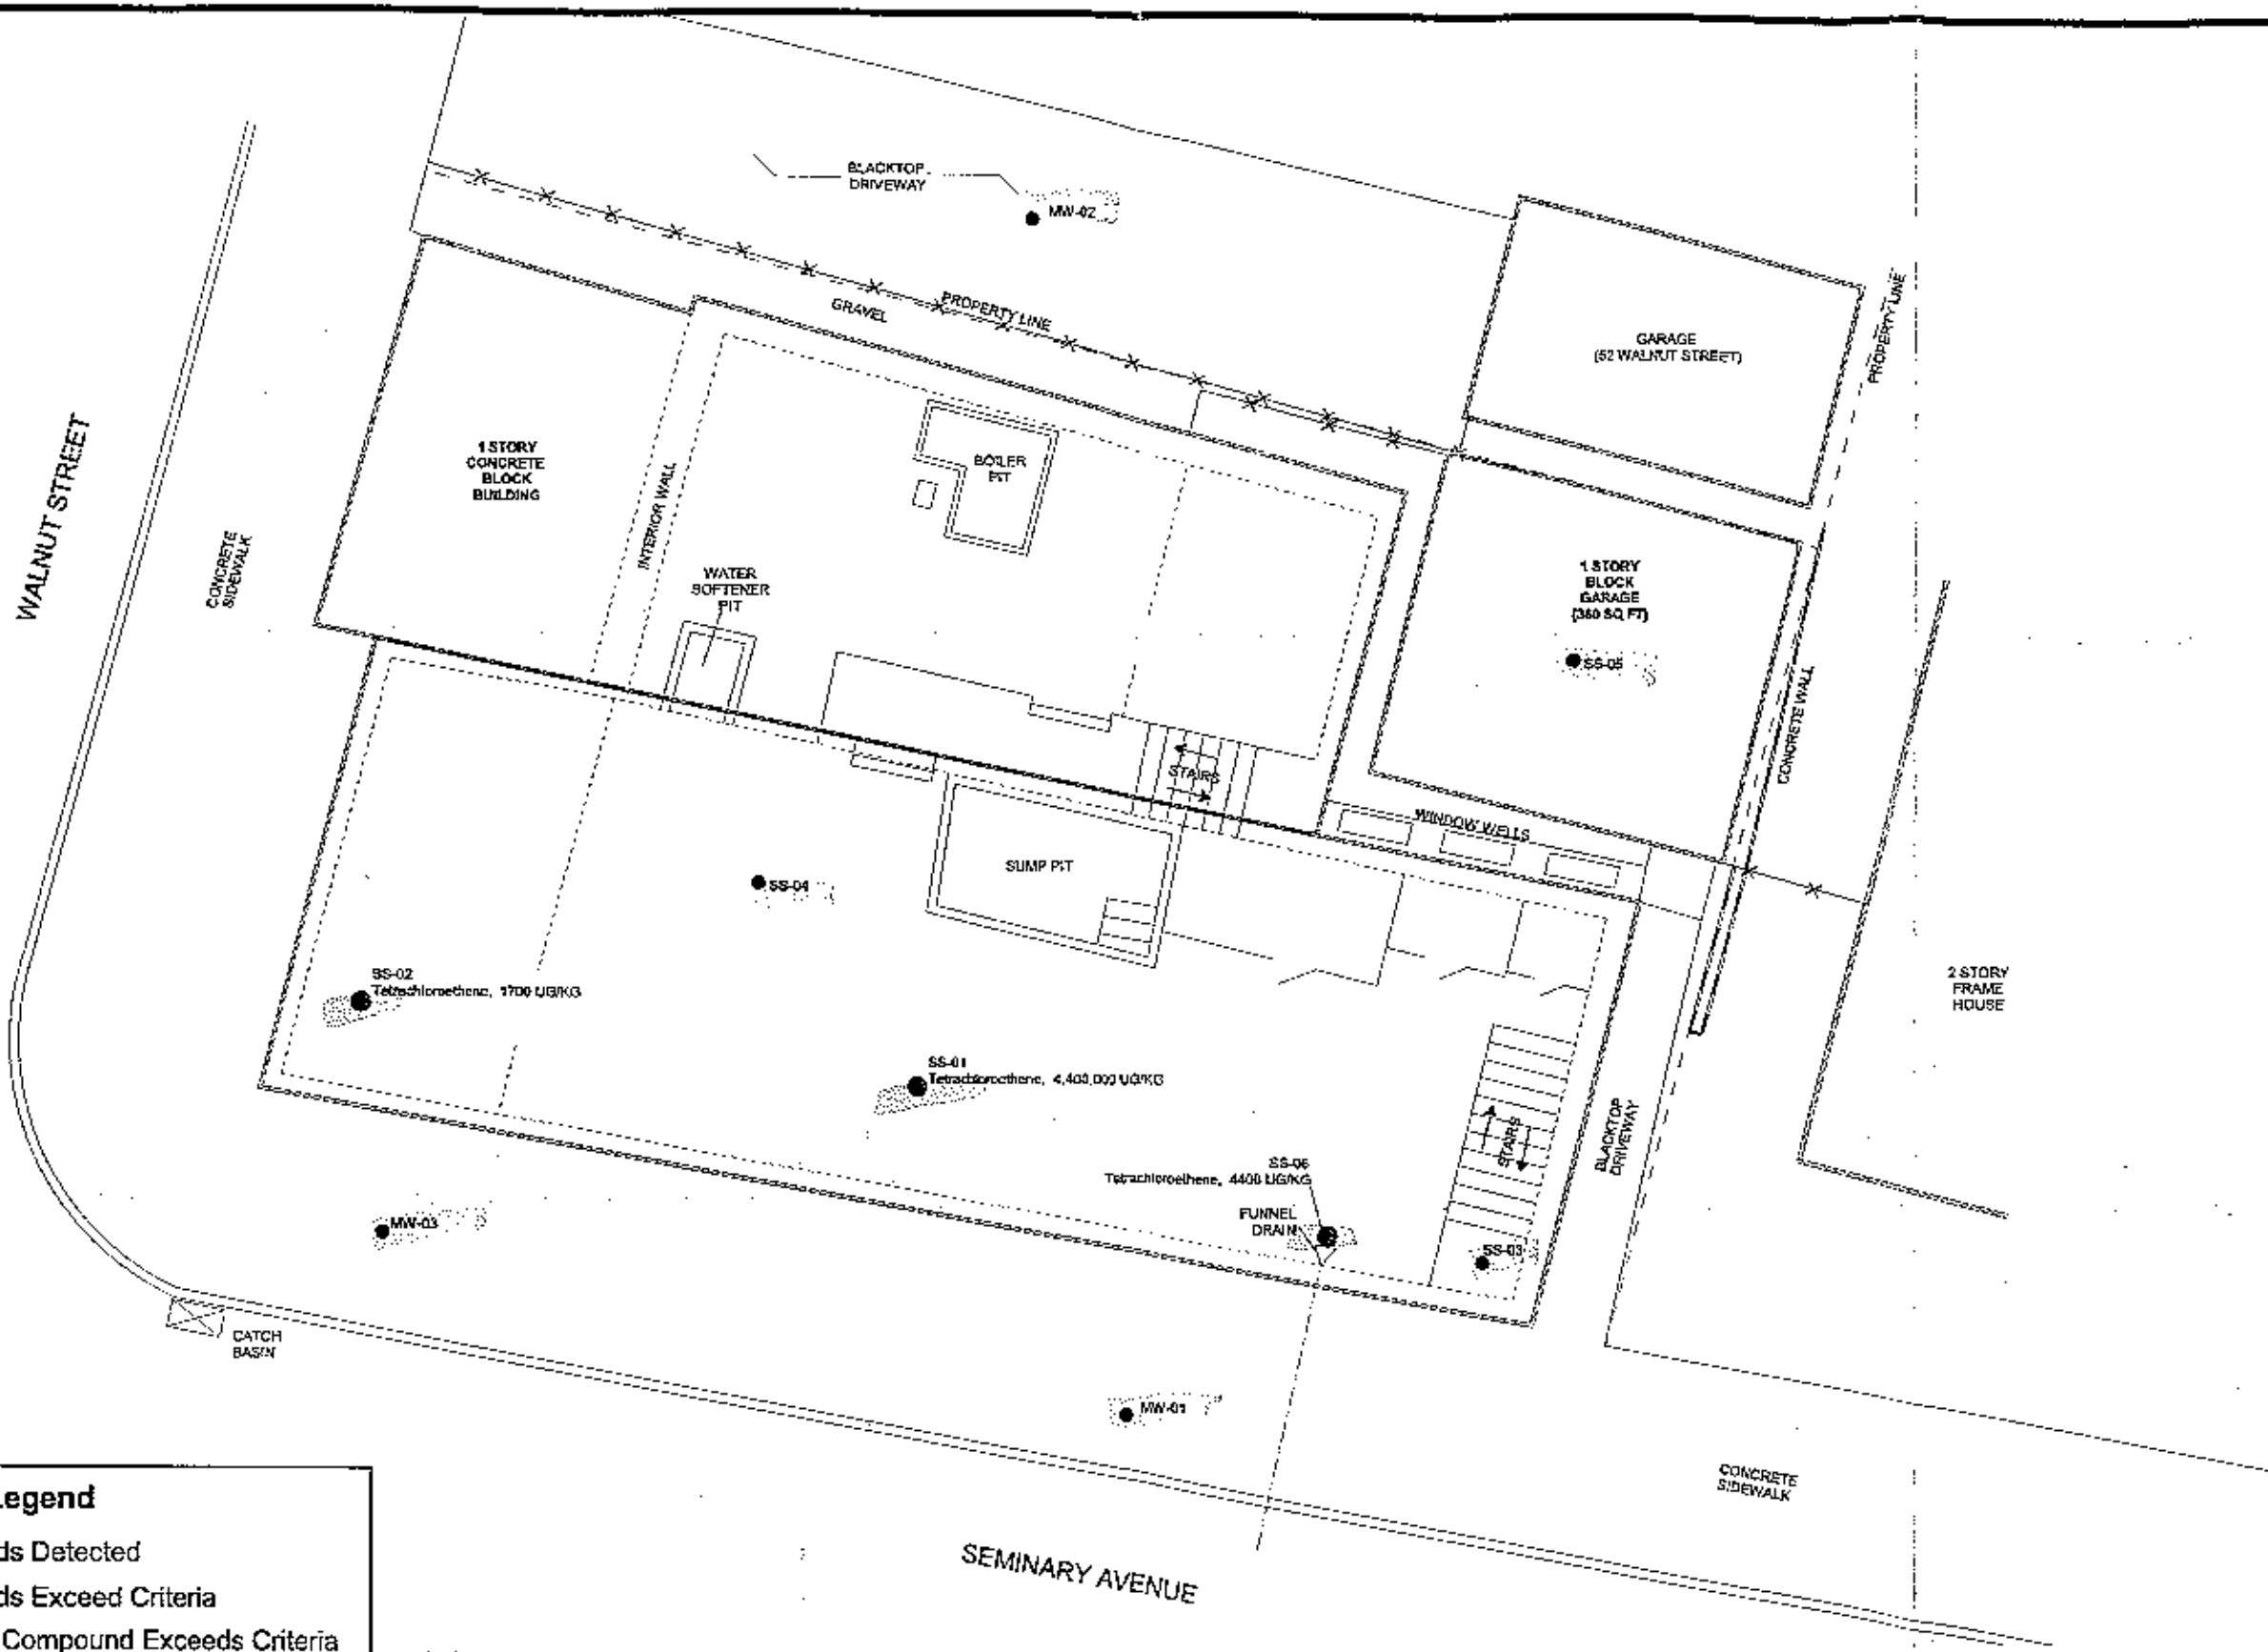 BLACKTOP
DRIVEWAY
MW-02
PROPERTY LINE
GRAVEL
GARAGE
(52 WALNUT STREET)
PROPERTY LINE
WALNUT STREET
CONCRETE
SIDEWALK
1 STORY
CONCRETE
BLOCK
BUILDING
INTERIOR WALL
BOILER
PIT
WATER
SOFTENER
PIT
1 STORY
BLOCK
GARAGE
(360 SQ FT)
SS-05
CONCRETE WALL
STAIRS
WINDOW WELLS
SUMP PIT
SS-04
2 STORY
FRAME
HOUSE
SS-02
Tetrachloroethene, 1700 UG/KG
SS-01
Tetrachloroethene, 4,400,000 UG/KG
SS-06
Tetrachloroethene, 4400 UG/KG
FUNNEL
DRAIN
STAIRS
BLACKTOP
DRIVEWAY
SS-03
MW-03
CATCH
BASIN
MW-01
CONCRETE
SIDEWALK
SEMINARY AVENUE
Legend
ds Detected
ds Exceed Criteria
Compound Exceeds Criteria